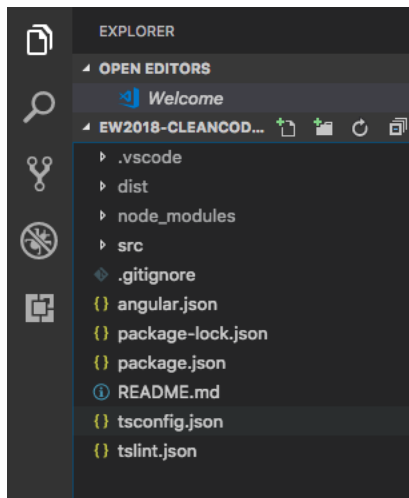 EXPLORER
OPEN EDITORS
Welcome
EW2018-CLEANCOD...
.vscode
dist
node_modules
src
.gitignore
angular.json
package-lock.json
package.json
README.md
tsconfig.json
tslint.json